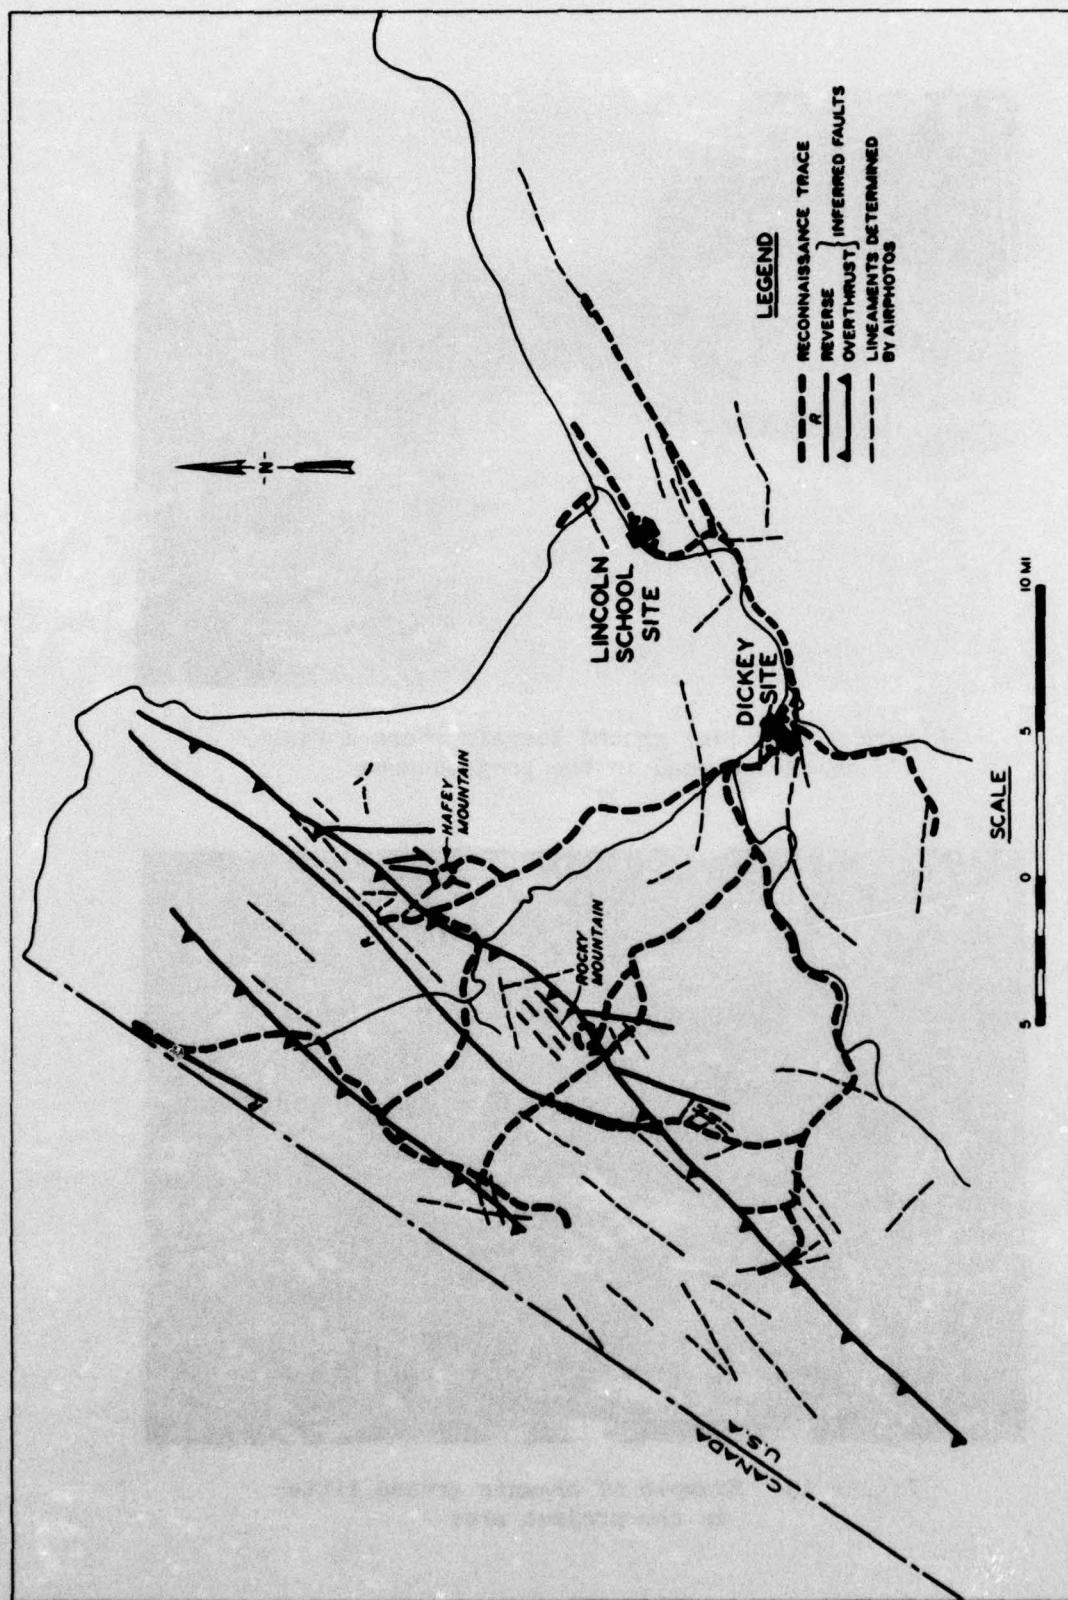 CANADA
U.S.A
HAFEY
MOUNTAIN
ROCKY
MOUNTAIN
R
R
N
LINCOLN
SCHOOL
SITE
DICKEY
SITE
LEGEND
RECONNAISSANCE TRACE
R REVERSE
OVERTHRUST } INFERRED FAULTS
LINEAMENTS DETERMINED
BY AIRPHOTOS
SCALE
5 0 5 10 MI